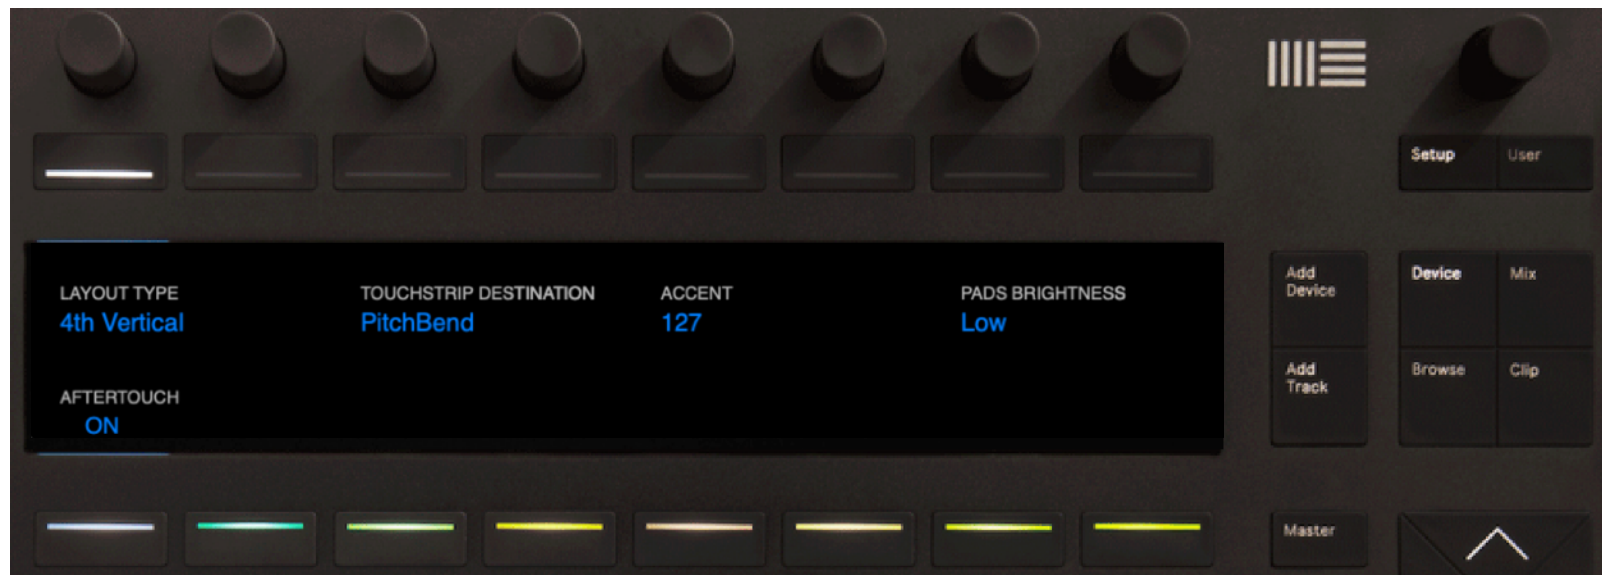 Setup
User
LAYOUT TYPE
4th Vertical
TOUCHSTRIP DESTINATION
PitchBend
ACCENT
127
PADS BRIGHTNESS
Low
AFTERTOUCH
ON
Add
Device
Device
Mix
Add
Track
Browse
Clip
Master